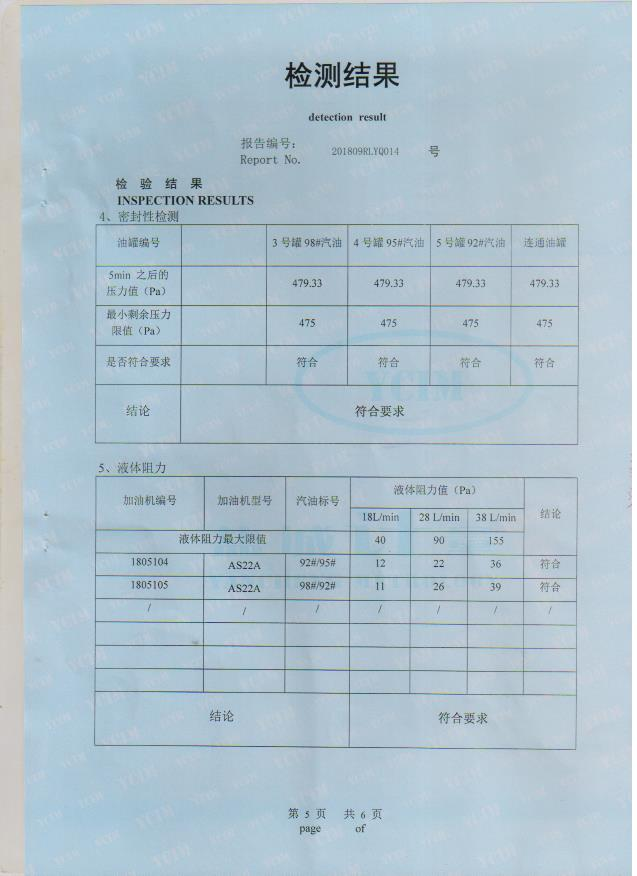 检测结果
detection result
报告编号:
Report No.
201809RLYQ014
号
检 验 结 果
INSPECTION RESULTS
4、密封性检测
油罐编号 3 号罐 98#汽油 4 号罐 95#汽油 5 号罐 92#汽油 连通油罐
5min 之后的
压力值（Pa） 479.33 479.33 479.33 479.33
最小剩余压力
限值（Pa） 475 475 475 475
是否符合要求 符合 符合 符合 符合
结论 符合要求
YCIM
5、液体阻力
加油机编号 加油机型号 汽油标号 液体阻力值（Pa） 结论
18L/min 28 L/min 38 L/min
液体阻力最大限值 40 90 155
1805104 AS22A 92#/95# 12 22 36 符合
1805105 AS22A 98#/92# 11 26 39 符合
/ / / / / / /
结论 符合要求
第 5 页 共 6 页
page of